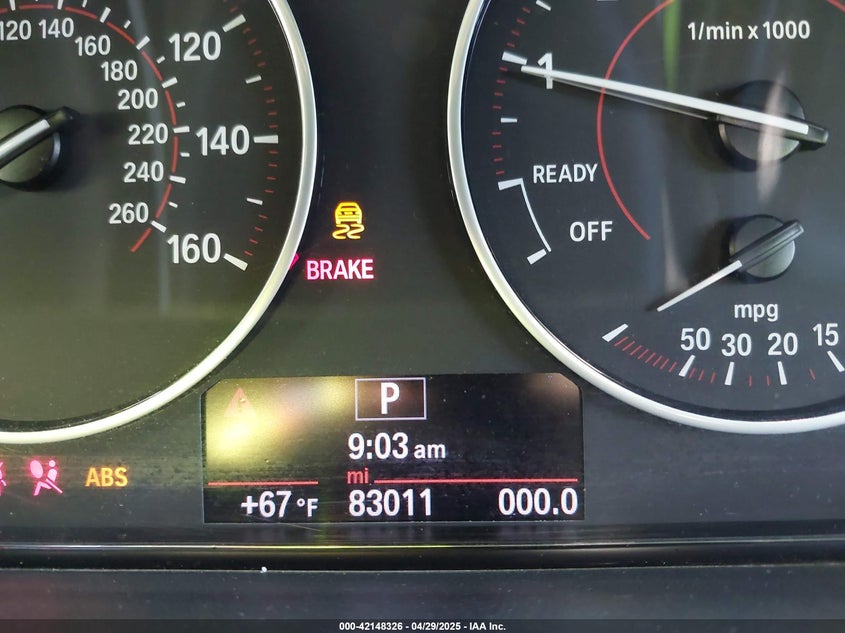 120 140
160
180
200
220
240
260
120
140
160
1/min x 1000
1
READY
OFF
mpg
50 30 20 15
BRAKE
ABS
P
9:03 am
mi
+67 °F 83011 000.0
000-42148326 - 04/29/2025 - IAA Inc.